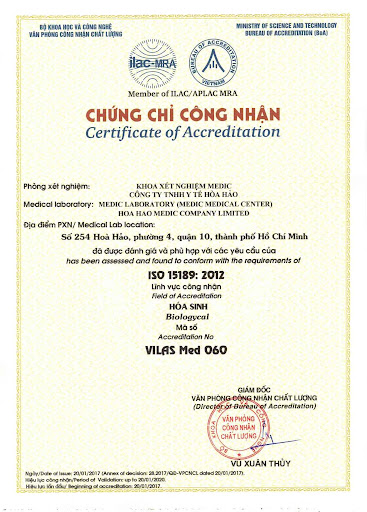 BỘ KHOA HỌC VÀ CÔNG NGHỆ
VĂN PHÒNG CÔNG NHẬN CHẤT LƯỢNG
MINISTRY OF SCIENCE AND TECHNOLOGY
BUREAU OF ACCREDITATION (BoA)
ilac-MRA
BUREAU OF ACCREDITATION
VIETNAM
Member of ILAC/APLAC MRA
CHỨNG CHỈ CÔNG NHẬN
Certificate of Accreditation
Phòng xét nghiệm: KHOA XÉT NGHIỆM MEDIC
CÔNG TY TNHH Y TẾ HÒA HẢO
Medical laboratory: MEDIC LABORATORY (MEDIC MEDICAL CENTER)
HOA HAO MEDIC COMPANY LIMITED
Địa điểm PXN/ Medical Lab location:
Số 254 Hoà Hảo, phường 4, quận 10, thành phố Hồ Chí Minh
đã được đánh giá và phù hợp với các yêu cầu của
has been assessed and found to conform with the requirements of
ISO 15189: 2012
Lĩnh vực công nhận
Field of Accreditation
HÓA SINH
Biologycal
Mã số
Accreditation No
VILAS Med 060
GIÁM ĐỐC
VĂN PHÒNG CÔNG NHẬN CHẤT LƯỢNG
(Director of Bureau of Accreditation)
VĂN PHÒNG
CÔNG NHẬN
CHẤT LƯỢNG
VŨ XUÂN THỦY
Ngày/Date of Issue: 20/01/2017 (Annex of decision: 28.2017/QĐ-VPCNCL dated 20/01/2017).
Hiệu lực công nhận/Period of Validation: up to 20/01/2020.
Hiệu lực lần đầu/ Beginning of accreditation: 20/01/2017.